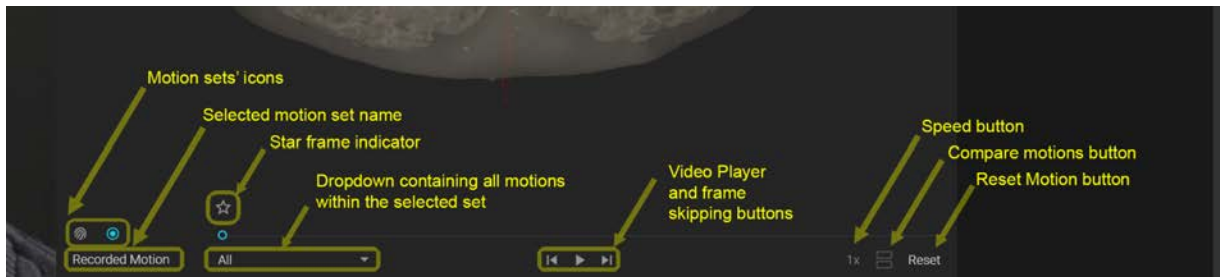 Motion sets' icons
Selected motion set name
Star frame indicator
Dropdown containing all motions
within the selected set
Video Player
and frame
skipping buttons
Speed button
Compare motions button
Reset Motion button
Recorded Motion
All
1x
Reset